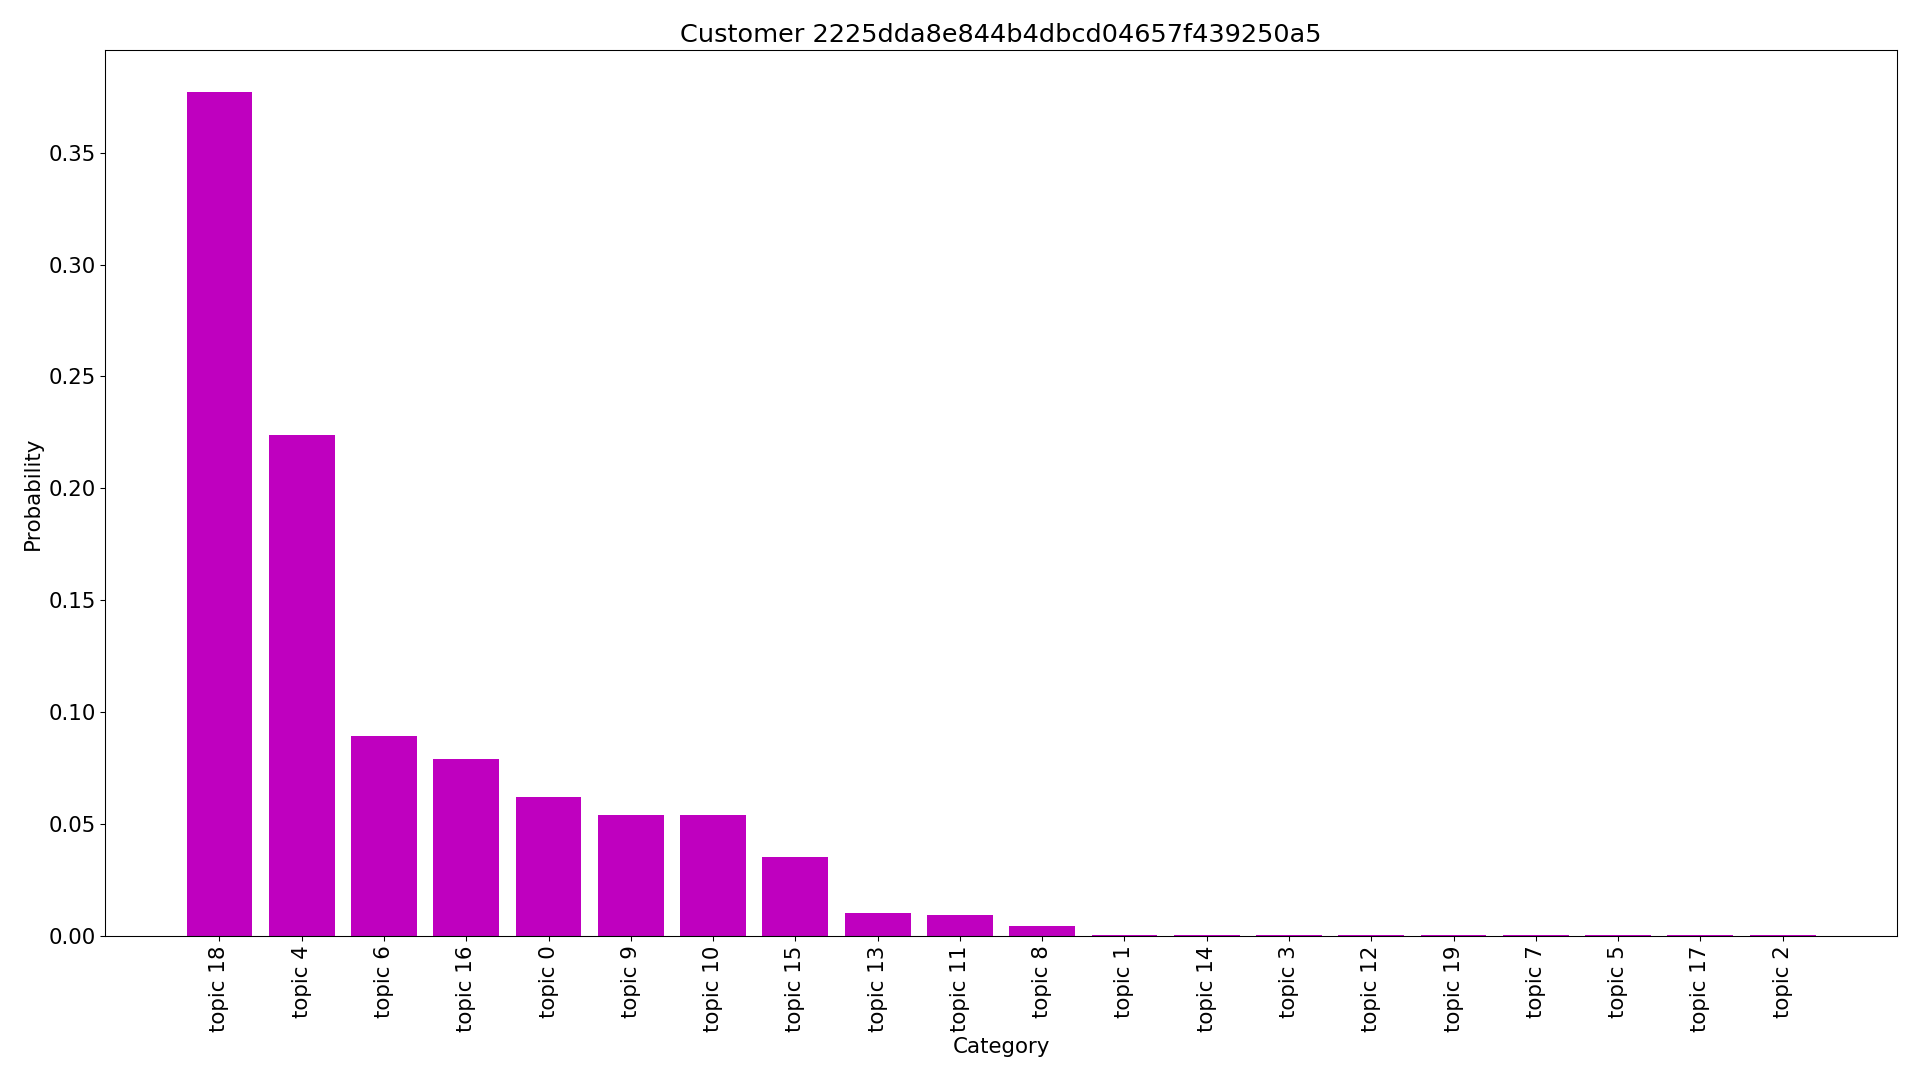 Customer 2225dda8e844b4dbcd04657f439250a5
Probability
0.35
0.30
0.25
0.20
0.15
0.10
0.05
0.00
topic 18
topic 4
topic 6
topic 16
topic 0
topic 9
topic 10
topic 15
topic 13
topic 11
topic 8
topic 1
topic 14
topic 3
topic 12
topic 19
topic 7
topic 5
topic 17
topic 2
Category